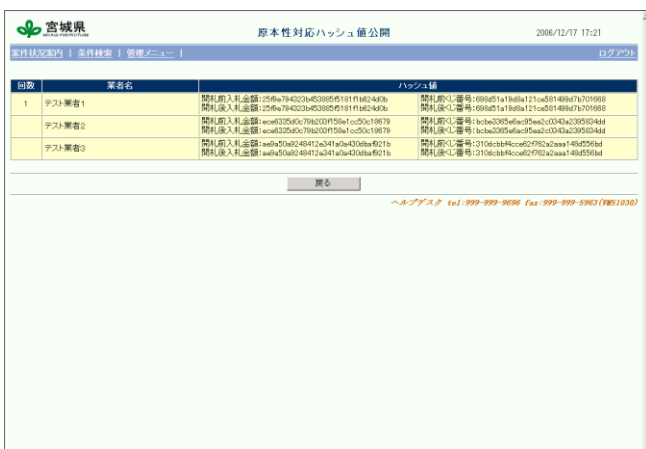 宮城県
MIYAGI PREFECTURE
原本性対応ハッシュ値公開
2006/12/17 17:21
案件状況案内 | 条件検索 | 管理メニュー |
ログアウト
回数 業者名 ハッシュ値
1 テスト業者1
開札前入札金額:25f9e794323b453885f5181f1b624d0b
開札後入札金額:25f9e794323b453885f5181f1b624d0b
開札前くじ番号:698d51a19d8a121ce581499d7b701668
開札後くじ番号:698d51a19d8a121ce581499d7b701668
テスト業者2
開札前入札金額:ece6335d0c79b203f158e1cc50c18679
開札後入札金額:ece6335d0c79b203f158e1cc50c18679
開札前くじ番号:bcbe3365e6ac95ea2c0343a2395834dd
開札後くじ番号:bcbe3365e6ac95ea2c0343a2395834dd
テスト業者3
開札前入札金額:ae9a50a9248412e341a0a430dbaf921b
開札後入札金額:ae9a50a9248412e341a0a430dbaf921b
開札前くじ番号:310dcbbf4cce62f762a2aaa148d556bd
開札後くじ番号:310dcbbf4cce62f762a2aaa148d556bd
戻る
ヘルプデスク tel:999-999-9696 fax:999-999-5963(VM51030)